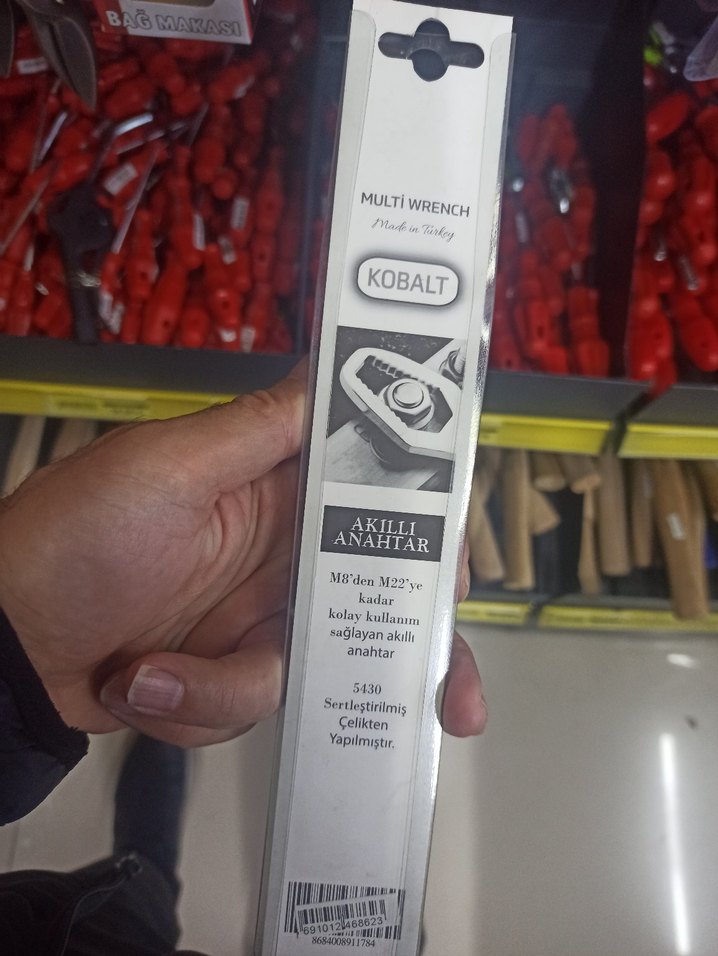 BAĞ MAKASI
MULTİ WRENCH
Made in Turkey
KOBALT
AKILLI
ANAHTAR
M8'den M22'ye
kadar
kolay kullanım
sağlayan akıllı
anahtar
5430
Sertleştirilmiş
Çelikten
Yapılmıştır.
691012468623
8684008911784